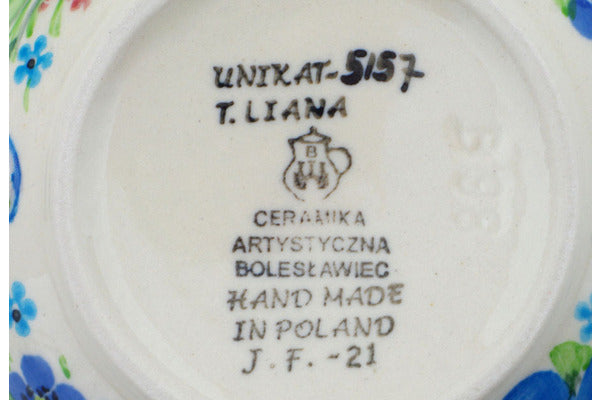 UNIKAT-5157
T. LIANA
B
CERAMIKA
ARTYSTYCZNA
BOLESŁAWIEC
HAND MADE
IN POLAND
J.F.-21